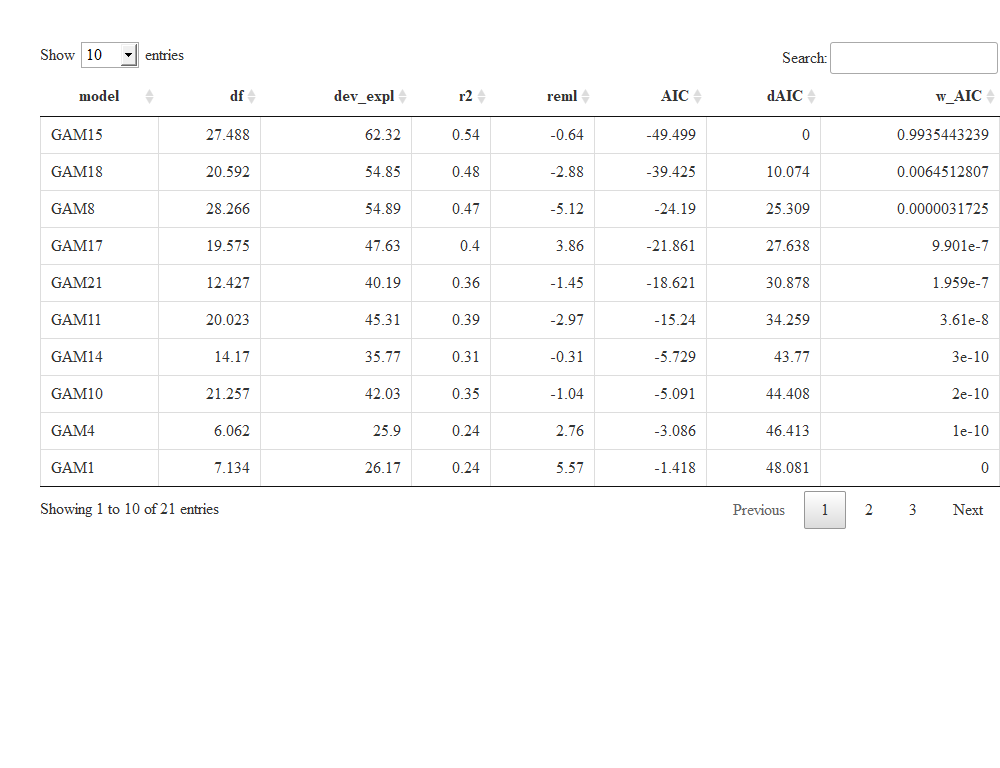 Show 10 entries
Search:
model df dev_expl r2 reml AIC dAIC w_AIC
GAM15 27.488 62.32 0.54 -0.64 -49.499 0 0.9935443239
GAM18 20.592 54.85 0.48 -2.88 -39.425 10.074 0.0064512807
GAM8 28.266 54.89 0.47 -5.12 -24.19 25.309 0.0000031725
GAM17 19.575 47.63 0.4 3.86 -21.861 27.638 9.901e-7
GAM21 12.427 40.19 0.36 -1.45 -18.621 30.878 1.959e-7
GAM11 20.023 45.31 0.39 -2.97 -15.24 34.259 3.61e-8
GAM14 14.17 35.77 0.31 -0.31 -5.729 43.77 3e-10
GAM10 21.257 42.03 0.35 -1.04 -5.091 44.408 2e-10
GAM4 6.062 25.9 0.24 2.76 -3.086 46.413 1e-10
GAM1 7.134 26.17 0.24 5.57 -1.418 48.081 0
Showing 1 to 10 of 21 entries
Previous 1 2 3 Next